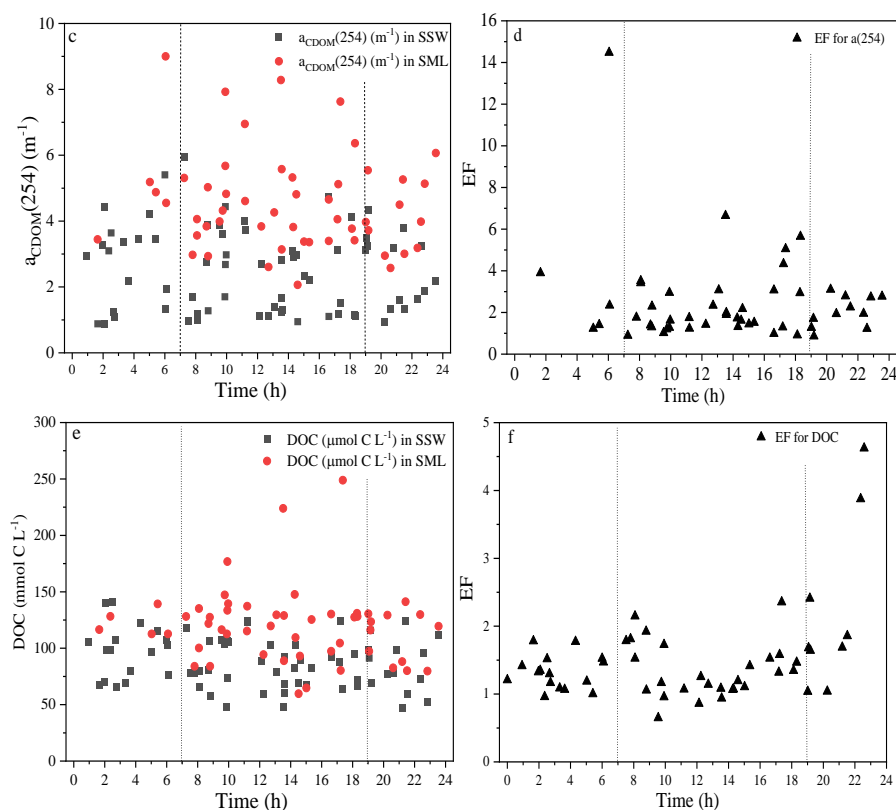 c
a_CDOM(254) (m⁻¹) in SSW
a_CDOM(254) (m⁻¹) in SML
a_CDOM(254) (m⁻¹)
10
8
6
4
2
0
0 2 4 6 8 10 12 14 16 18 20 22 24
Time (h)
d
EF for a(254)
EF
16
14
12
10
8
6
4
2
0
0 2 4 6 8 10 12 14 16 18 20 22 24
Time (h)
e
DOC (μmol C L⁻¹) in SSW
DOC (μmol C L⁻¹) in SML
DOC (mmol C L⁻¹)
300
250
200
150
100
50
0
0 2 4 6 8 10 12 14 16 18 20 22 24
Time (h)
f
EF for DOC
EF
5
4
3
2
1
0
0 2 4 6 8 10 12 14 16 18 20 22 24
Time (h)